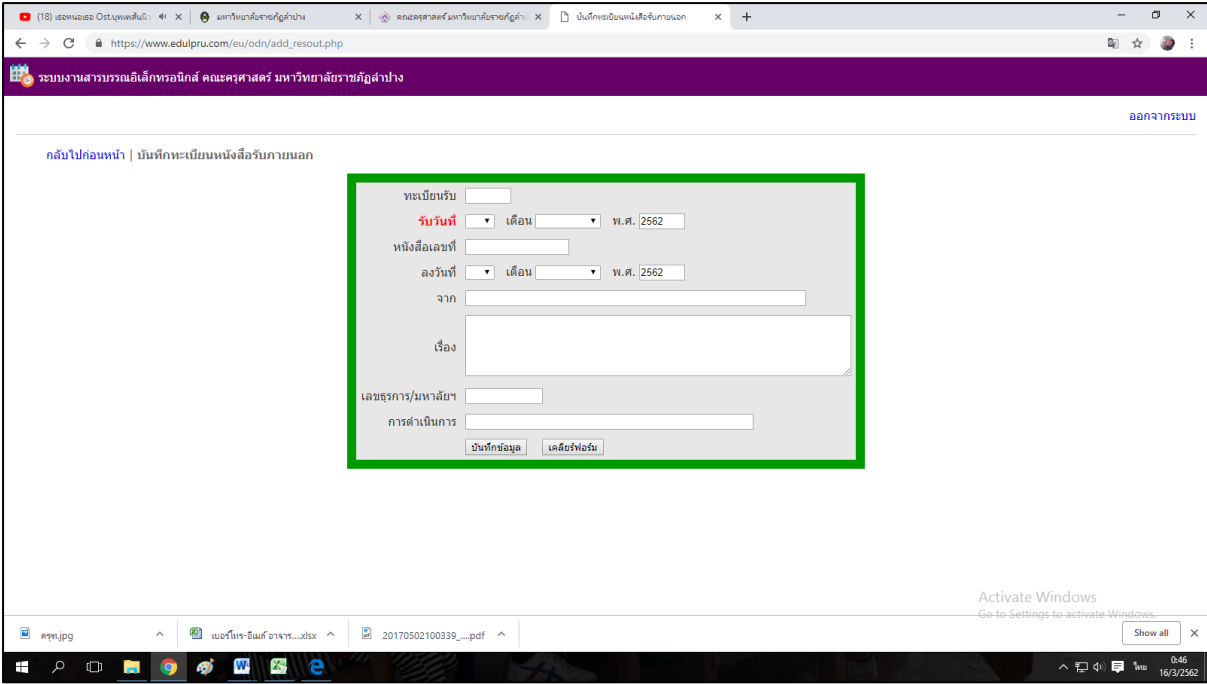 (18) เธอหนอเธอ Ost.บุพเพสันนิว
มหาวิทยาลัยราชภัฏลำปาง
คณะครุศาสตร์ มหาวิทยาลัยราชภัฏลำป
บันทึกทะเบียนหนังสือรับภายนอก
https://www.edulpru.com/eu/odn/add_resout.php
ระบบงานสารบรรณอิเล็กทรอนิกส์ คณะครุศาสตร์ มหาวิทยาลัยราชภัฏลำปาง
ออกจากระบบ
กลับไปก่อนหน้า | บันทึกทะเบียนหนังสือรับภายนอก
ทะเบียนรับ
รับวันที่ เดือน พ.ศ. 2562
หนังสือเลขที่
ลงวันที่ เดือน พ.ศ. 2562
จาก
เรื่อง
เลขธุรการ/มหาลัยฯ
การดำเนินการ
บันทึกข้อมูล เคลียร์ฟอร์ม
Activate Windows
Go to Settings to activate Windows.
ครุฑ.jpg
เบอร์โทร-อีเมล์ อาจาร....xlsx
20170502100339_....pdf
Show all
ไทย
0:46
16/3/2562